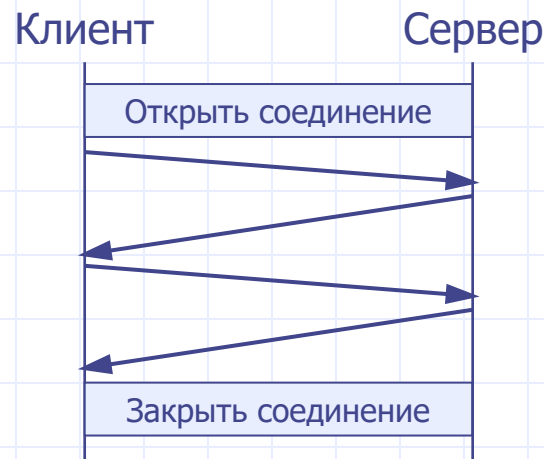 Клиент Сервер
Открыть соединение
Закрыть соединение